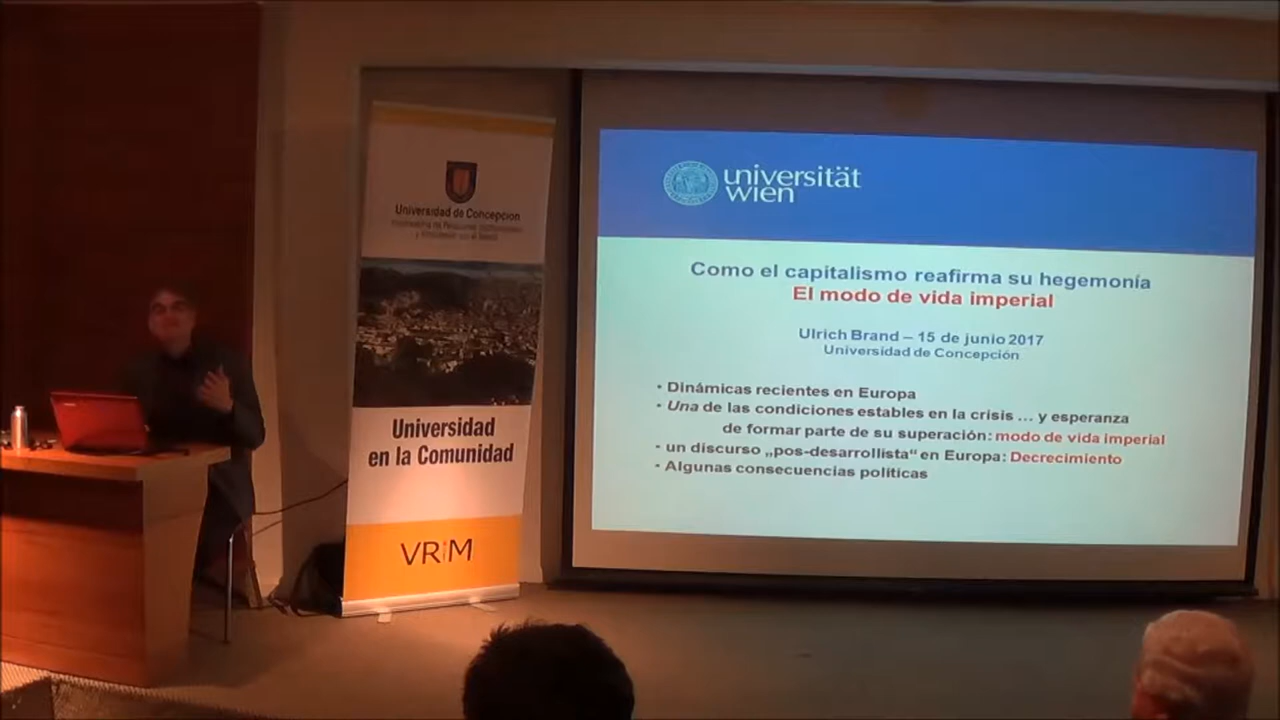 Universidad de Concepcion
Universidad
en la Comunidad
VRiM
universität
wien
Como el capitalismo reafirma su hegemonía
El modo de vida imperial
Ulrich Brand – 15 de junio 2017
Universidad de Concepción
• Dinámicas recientes en Europa
• Una de las condiciones estables en la crisis … y esperanza
de formar parte de su superación: modo de vida imperial
• un discurso „pos-desarrollista“ en Europa: Decrecimiento
• Algunas consecuencias políticas